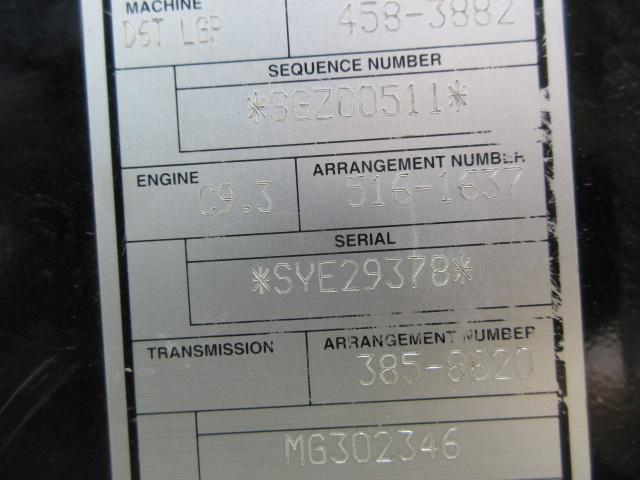 MACHINE
D6T LGP 458-3882
SEQUENCE NUMBER
*SGZ00511*
ENGINE ARRANGEMENT NUMBER
C9.3 516-1637
SERIAL
*SYE29378*
TRANSMISSION ARRANGEMENT NUMBER
385-8820
MG302346